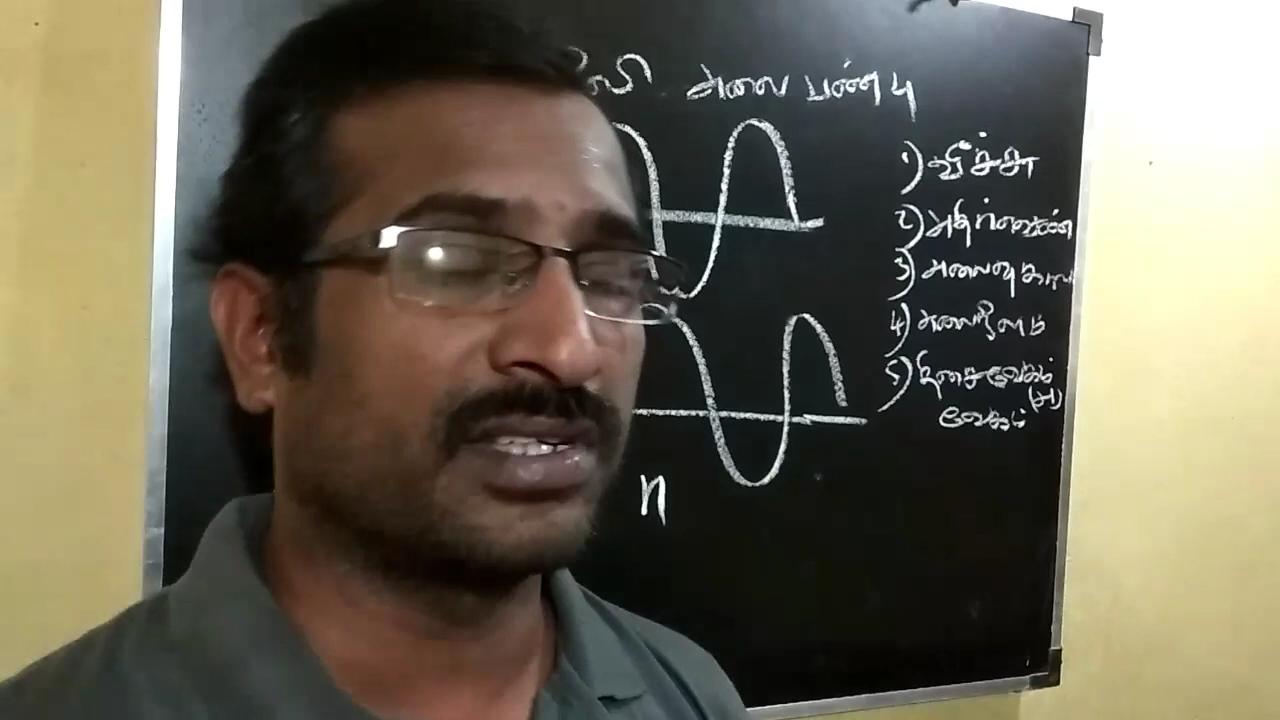 லி அலை பண்பு
1) வீச்சு
2) அதிர்வெண்
3) அலைவு கால
4) அலைநீளம்
5) திசைவேகம்
(அ)
வேகம்
n